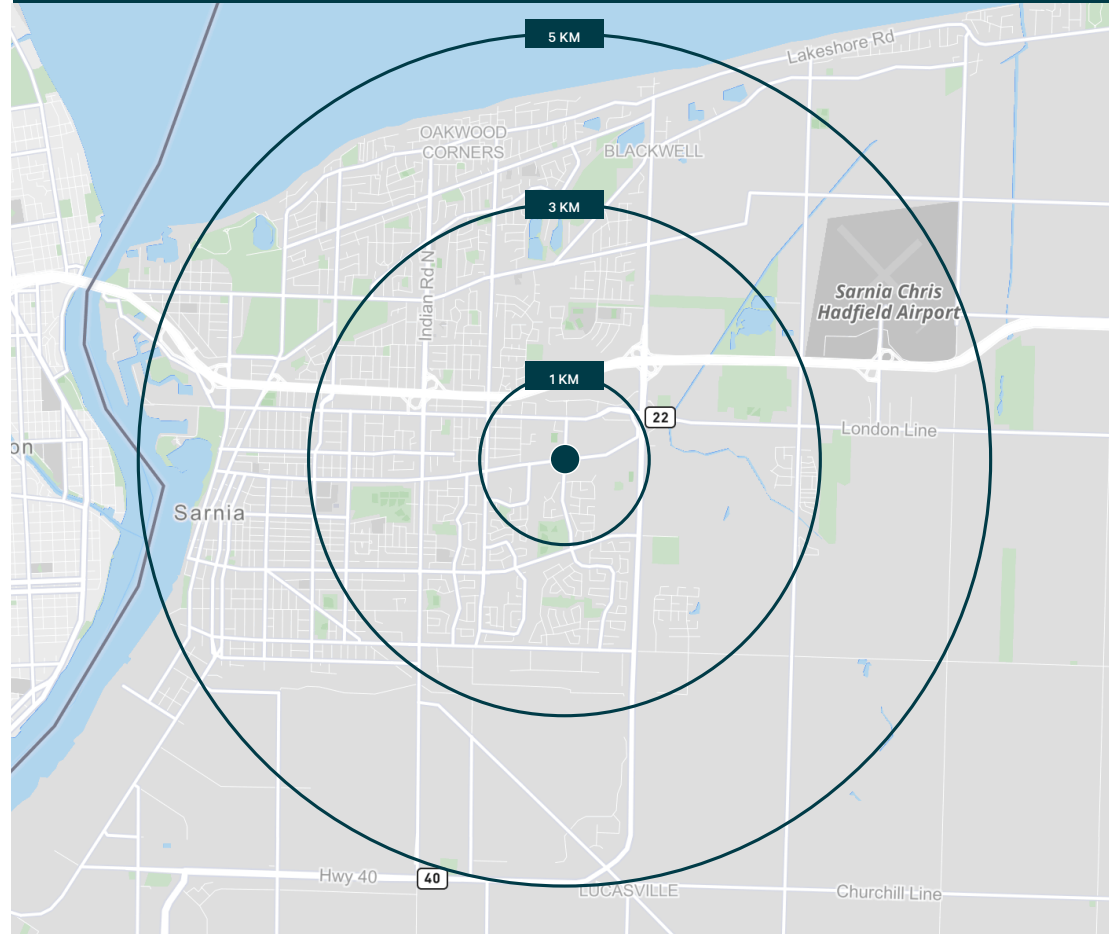 5 KM
Lakeshore Rd
OAKWOOD
CORNERS
BLACKWELL
3 KM
Indian Rd N
Sarnia Chris
Hadfield Airport
1 KM
22
London Line
on
Sarnia
Hwy 40
40
LUCASVILLE
Churchill Line